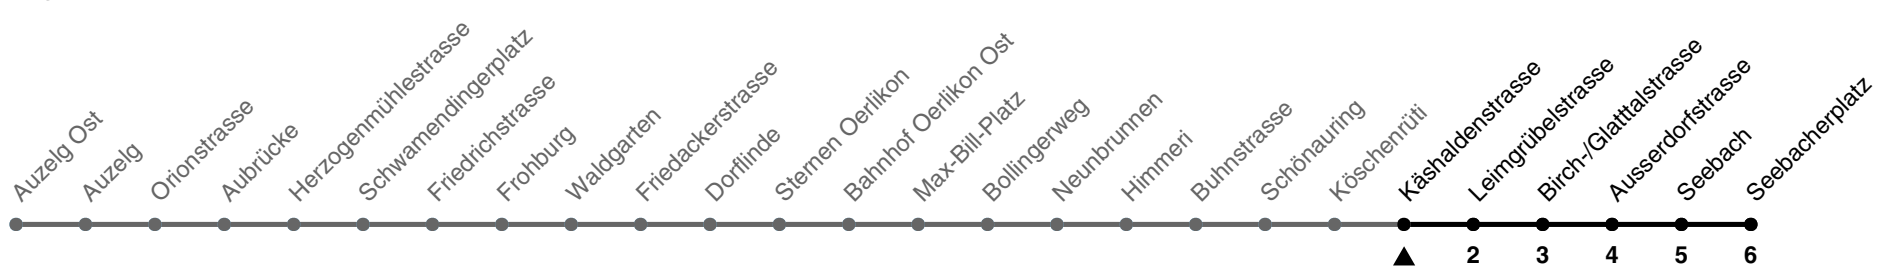 Auzelg Ost
Auzelg
Orionstrasse
Aubrücke
Herzogenmühlestrasse
Schwamendingerplatz
Friedrichstrasse
Frohburg
Waldgarten
Friedackerstrasse
Dorflinde
Sternen Oerlikon
Bahnhof Oerlikon Ost
Max-Bill-Platz
Bollingerweg
Neunbrunnen
Himmeri
Buhnstrasse
Schönauring
Köschenrüti
Käshaldenstrasse
Leimgrübelstrasse
Birch-/Glatttalstrasse
Ausserdorfstrasse
Seebach
Seebacherplatz
2 3 4 5 6